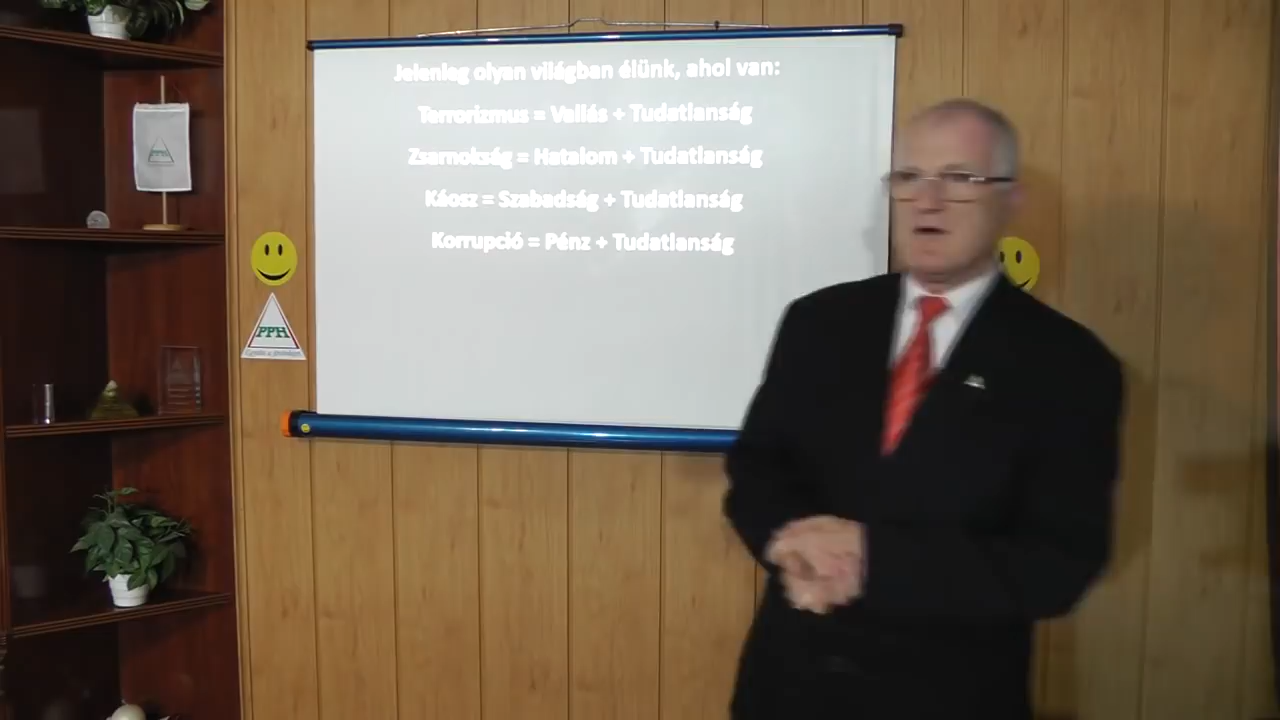 Jelenleg olyan világban élünk, ahol van:
Terrorizmus = Vallás + Tudatlanság
Zsarnokság = Hatalom + Tudatlanság
Káosz = Szabadság + Tudatlanság
Korrupció = Pénz + Tudatlanság
PPH
PPH